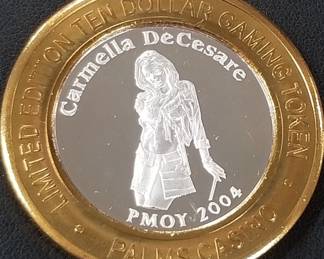 LIMITED EDITION TEN DOLLAR GAMING TOKEN
Carmella DeCesare
PMOY 2004
PALMS CASINO